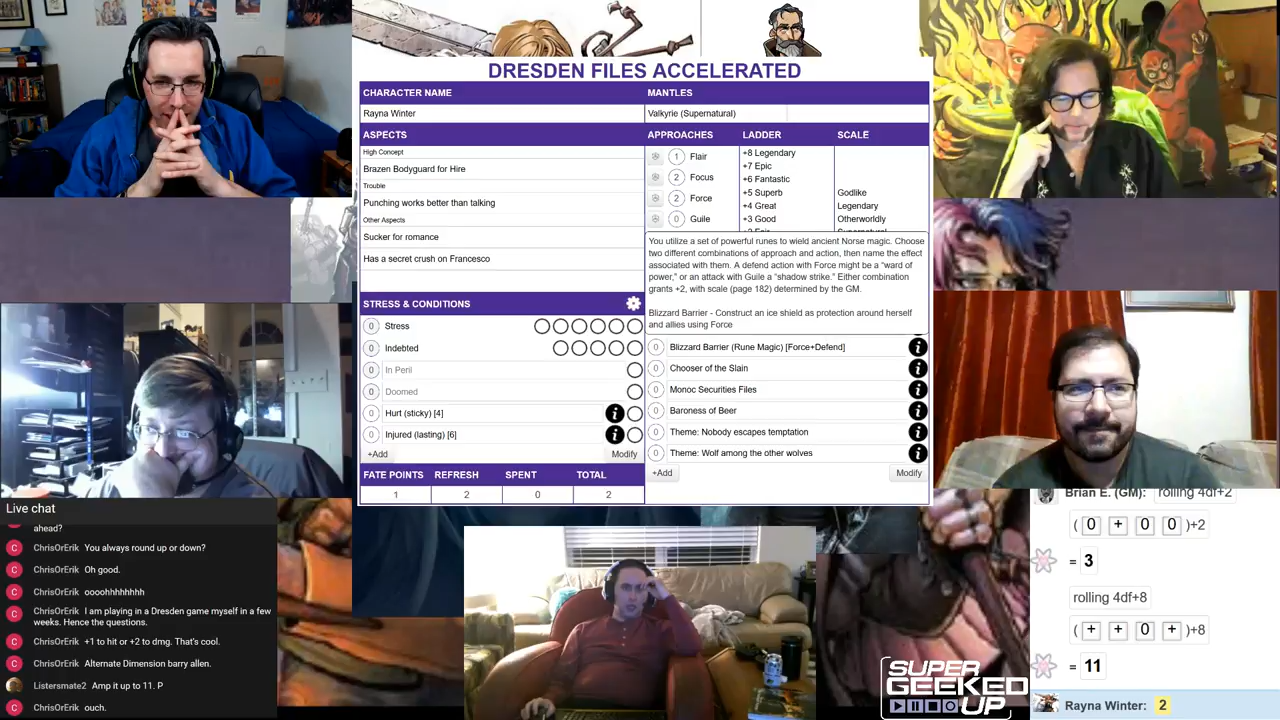 DRESDEN FILES ACCELERATED
CHARACTER NAME
Rayna Winter
MANTLES
Valkyrie (Supernatural)
ASPECTS
High Concept
Brazen Bodyguard for Hire
Trouble
Punching works better than talking
Other Aspects
Sucker for romance
Has a secret crush on Francesco
APPROACHES
1 Flair
2 Focus
2 Force
0 Guile
LADDER
+8 Legendary
+7 Epic
+6 Fantastic
+5 Superb
+4 Great
+3 Good
SCALE
Godlike
Legendary
Otherworldly
You utilize a set of powerful runes to wield ancient Norse magic. Choose
two different combinations of approach and action, then name the effect
associated with them. A defend action with Force might be a “ward of
power,” or an attack with Guile a “shadow strike.” Either combination
grants +2, with scale (page 182) determined by the GM.
Blizzard Barrier - Construct an ice shield as protection around herself
and allies using Force
STRESS & CONDITIONS
0 Stress
0 Indebted
0 In Peril
0 Doomed
0 Hurt (sticky) [4] i
0 Injured (lasting) [6] i
+Add Modify
0 Blizzard Barrier (Rune Magic) [Force+Defend] i
0 Chooser of the Slain i
0 Monoc Securities Files i
0 Baroness of Beer i
0 Theme: Nobody escapes temptation i
0 Theme: Wolf among the other wolves i
+Add Modify
FATE POINTS REFRESH SPENT TOTAL
1 2 0 2
Live chat
ahead?
C ChrisOrErik You always round up or down?
C ChrisOrErik Oh good.
C ChrisOrErik oooohhhhhhh
C ChrisOrErik I am playing in a Dresden game myself in a few
weeks. Hence the questions.
C ChrisOrErik +1 to hit or +2 to dmg. That's cool.
C ChrisOrErik Alternate Dimension barry allen.
Listersmate2 Amp it up to 11. P
C ChrisOrErik ouch.
Brian E. (GM): rolling 4df+2
( 0 + 0 0 )+2
= 3
rolling 4df+8
( + + 0 + )+8
= 11
Rayna Winter: 2
SUPER
GEEKED
UP